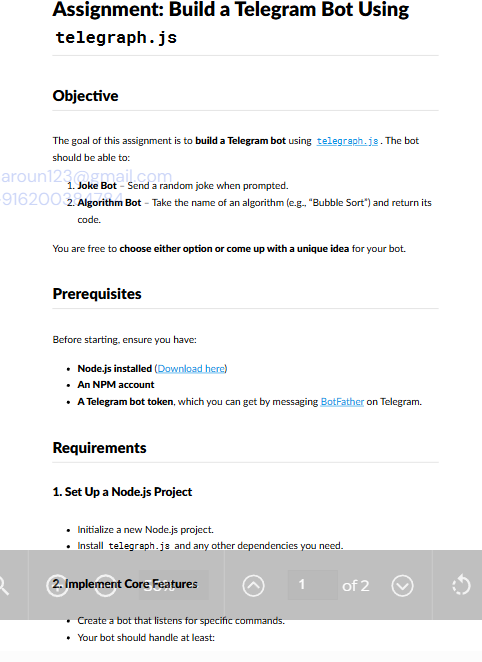 Assignment: Build a Telegram Bot Using
telegraph.js
Objective
The goal of this assignment is to build a Telegram bot using telegraph.js. The bot
should be able to:
aroun123@gmail.com
1. Joke Bot – Send a random joke when prompted.
2. Algorithm Bot – Take the name of an algorithm (e.g., “Bubble Sort”) and return its
code.
You are free to choose either option or come up with a unique idea for your bot.
Prerequisites
Before starting, ensure you have:
• Node.js installed (Download here)
• An NPM account
• A Telegram bot token, which you can get by messaging BotFather on Telegram.
Requirements
1. Set Up a Node.js Project
• Initialize a new Node.js project.
• Install telegraph.js and any other dependencies you need.
2. Implement Core Features
1 of 2
• Create a bot that listens for specific commands.
• Your bot should handle at least: